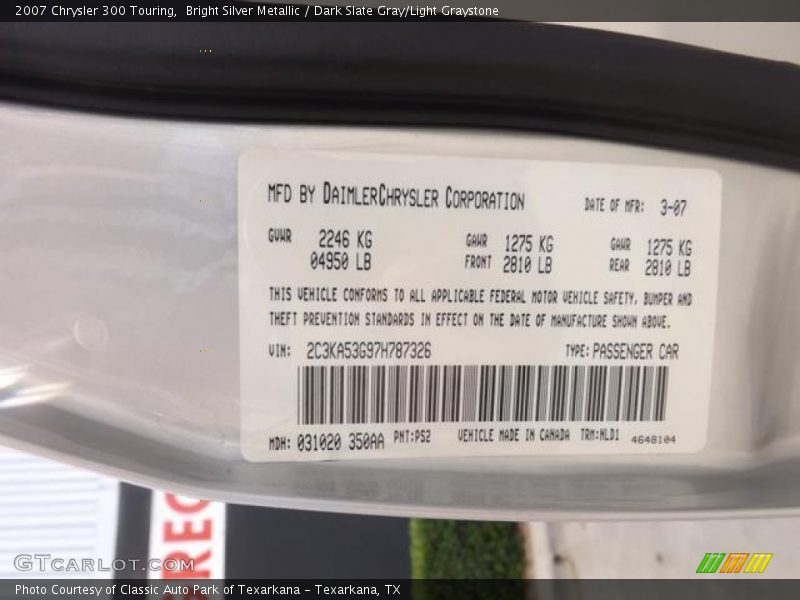 2007 Chrysler 300 Touring,  Bright Silver Metallic / Dark Slate Gray/Light Graystone
MFD BY DAIMLERCHRYSLER CORPORATION DATE OF MFR: 3-07
GVWR 2246 KG GAWR 1275 KG GAWR 1275 KG
04950 LB FRONT 2810 LB REAR 2810 LB
THIS VEHICLE CONFORMS TO ALL APPLICABLE FEDERAL MOTOR VEHICLE SAFETY, BUMPER AND
THEFT PREVENTION STANDARDS IN EFFECT ON THE DATE OF MANUFACTURE SHOWN ABOVE.
VIN: 2C3KA53G97H787326 TYPE: PASSENGER CAR
MDH: 031020 350AA PNT:PS2 VEHICLE MADE IN CANADA TRM:NLD1 4648104
REC
GTCARLOT.COM
Photo Courtesy of Classic Auto Park of Texarkana - Texarkana, TX